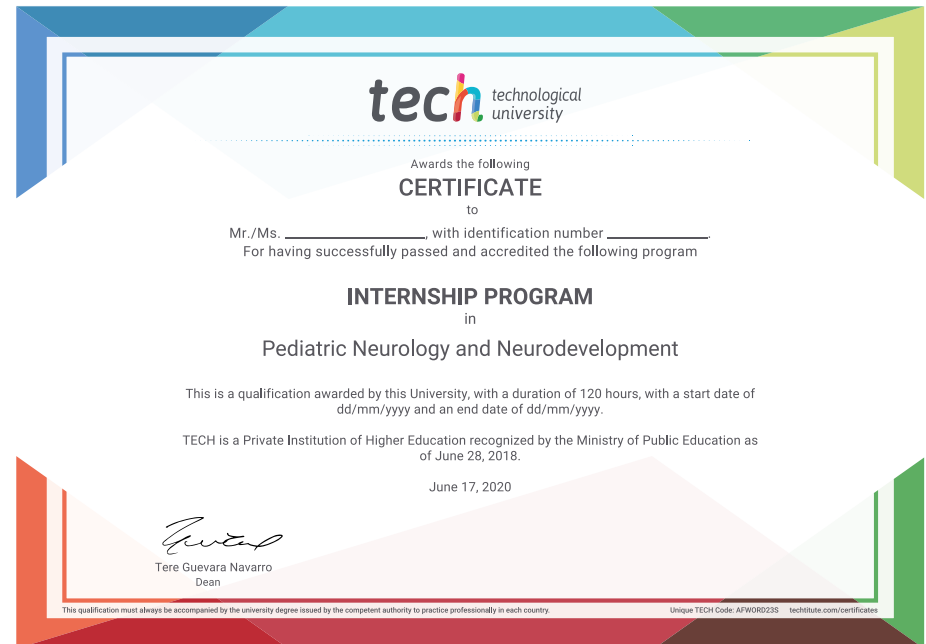 tech technological
university
Awards the following
CERTIFICATE
to
Mr./Ms. ____________________, with identification number ______________.
For having successfully passed and accredited the following program
INTERNSHIP PROGRAM
in
Pediatric Neurology and Neurodevelopment
This is a qualification awarded by this University, with a duration of 120 hours, with a start date of
dd/mm/yyyy and an end date of dd/mm/yyyy.
TECH is a Private Institution of Higher Education recognized by the Ministry of Public Education as
of June 28, 2018.
June 17, 2020
Tere Guevara Navarro
Dean
This qualification must always be accompanied by the university degree issued by the competent authority to practice professionally in each country.
Unique TECH Code: AFWORD23S techtitute.com/certificates